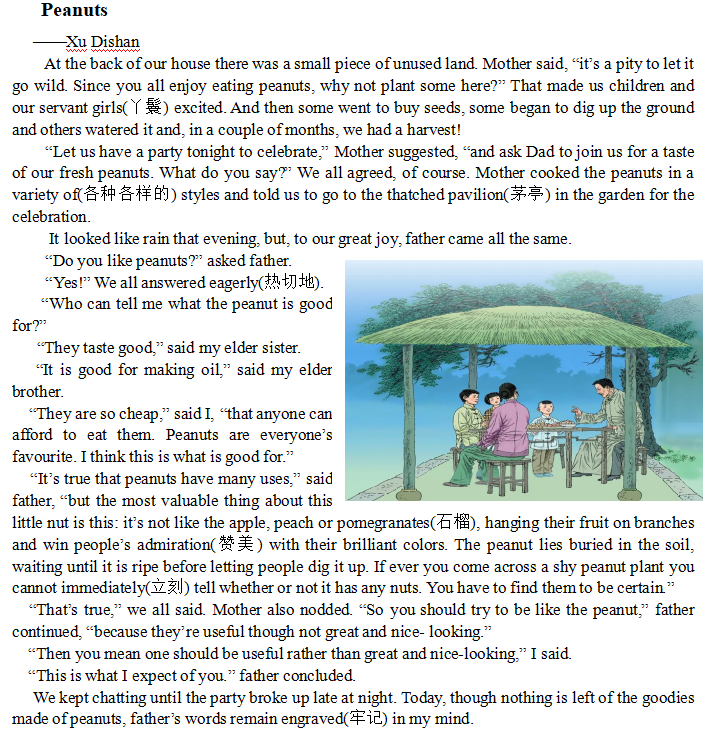 Peanuts
——Xu Dishan
At the back of our house there was a small piece of unused land. Mother said, “it’s a pity to let it
go wild. Since you all enjoy eating peanuts, why not plant some here?” That made us children and
our servant girls(丫鬟) excited. And then some went to buy seeds, some began to dig up the ground
and others watered it and, in a couple of months, we had a harvest!
“Let us have a party tonight to celebrate,” Mother suggested, “and ask Dad to join us for a taste
of our fresh peanuts. What do you say?” We all agreed, of course. Mother cooked the peanuts in a
variety of(各种各样的) styles and told us to go to the thatched pavilion(茅亭) in the garden for the
celebration.
It looked like rain that evening, but, to our great joy, father came all the same.
“Do you like peanuts?” asked father.
“Yes!” We all answered eagerly(热切地).
“Who can tell me what the peanut is good
for?”
“They taste good,” said my elder sister.
“It is good for making oil,” said my elder
brother.
“They are so cheap,” said I, “that anyone can
afford to eat them. Peanuts are everyone’s
favourite. I think this is what is good for.”
“It’s true that peanuts have many uses,” said
father, “but the most valuable thing about this
little nut is this: it’s not like the apple, peach or pomegranates(石榴), hanging their fruit on branches
and win people’s admiration(赞美) with their brilliant colors. The peanut lies buried in the soil,
waiting until it is ripe before letting people dig it up. If ever you come across a shy peanut plant you
cannot immediately(立刻) tell whether or not it has any nuts. You have to find them to be certain.”
“That’s true,” we all said. Mother also nodded. “So you should try to be like the peanut,” father
continued, “because they’re useful though not great and nice- looking.”
“Then you mean one should be useful rather than great and nice-looking,” I said.
“This is what I expect of you.” father concluded.
We kept chatting until the party broke up late at night. Today, though nothing is left of the goodies
made of peanuts, father’s words remain engraved(牢记) in my mind.